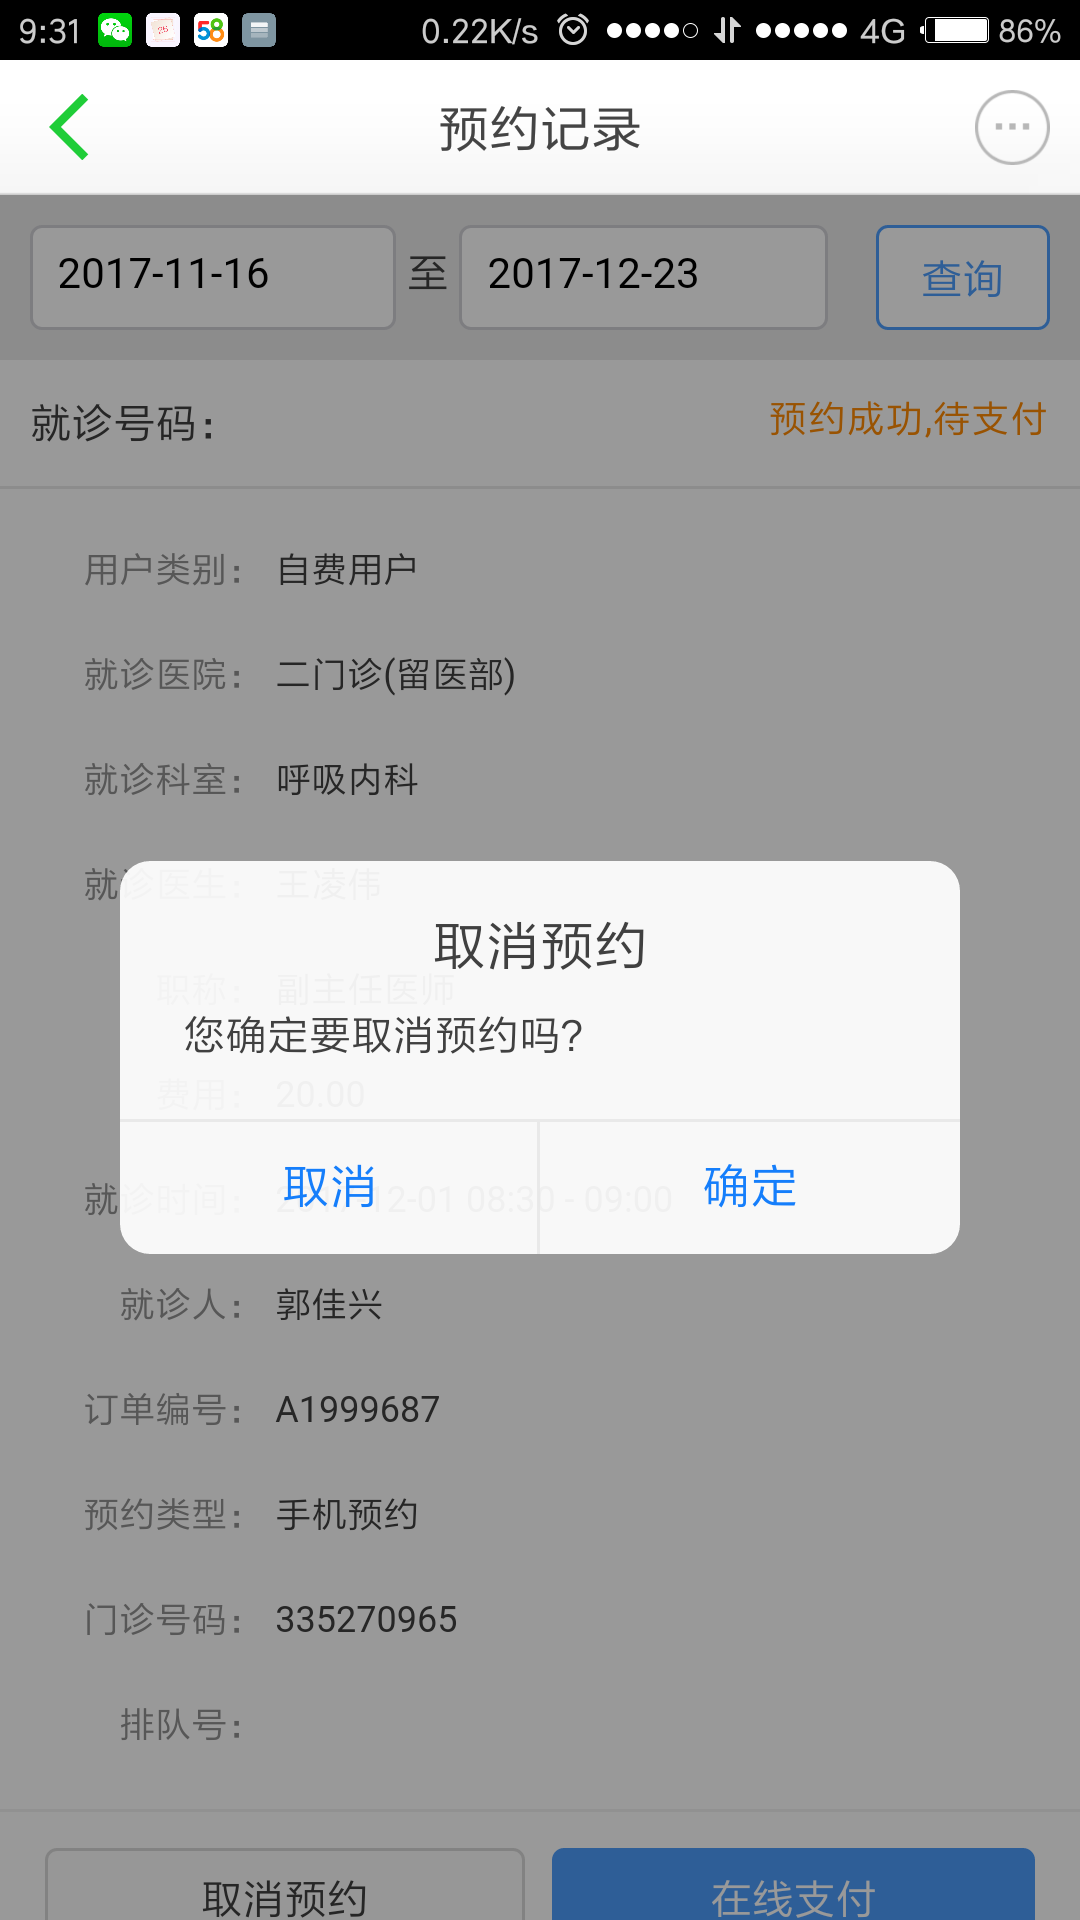 9:31 58 0.22K/s 4G 86%
预约记录
2017-11-16 至 2017-12-23 查询
就诊号码: 预约成功,待支付
用户类别: 自费用户
就诊医院: 二门诊(留医部)
就诊科室: 呼吸内科
就诊医生: 王凌伟
取消预约
职称: 副主任医师
您确定要取消预约吗?
费用: 20.00
取消 确定
就诊时间: 2017-12-01 08:30 - 09:00
就诊人: 郭佳兴
订单编号: A1999687
预约类型: 手机预约
门诊号码: 335270965
排队号:
取消预约 在线支付